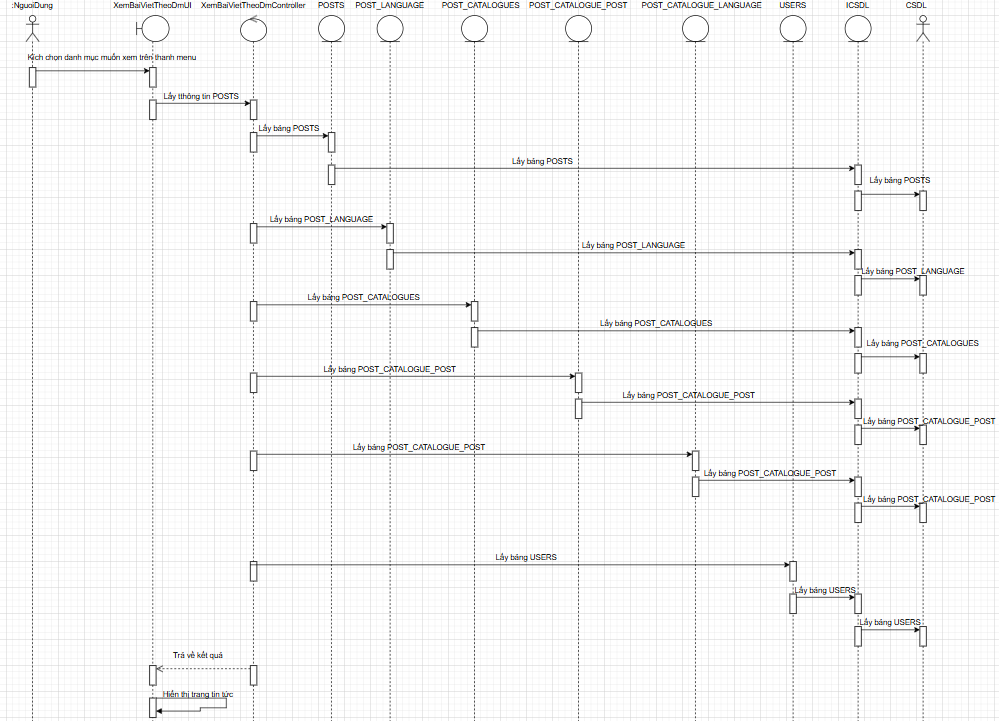 :NguoiDung
XemBaiVietTheoDmUI
XemBaiVietTheoDmController
POSTS
POST_LANGUAGE
POST_CATALOGUES
POST_CATALOGUE_POST
POST_CATALOGUE_LANGUAGE
USERS
ICSDL
CSDL
Kích chọn danh mục muốn xem trên thanh menu
Lấy tthông tin POSTS
Lấy bảng POSTS
Lấy bảng POSTS
Lấy bảng POSTS
Lấy bảng POST_LANGUAGE
Lấy bảng POST_LANGUAGE
Lấy bảng POST_LANGUAGE
Lấy bảng POST_CATALOGUES
Lấy bảng POST_CATALOGUES
Lấy bảng POST_CATALOGUES
Lấy bảng POST_CATALOGUE_POST
Lấy bảng POST_CATALOGUE_POST
Lấy bảng POST_CATALOGUE_POST
Lấy bảng POST_CATALOGUE_POST
Lấy bảng POST_CATALOGUE_POST
Lấy bảng POST_CATALOGUE_POST
Lấy bảng USERS
Lấy bảng USERS
Lấy bảng USERS
Trả về kết quả
Hiển thị trang tin tức